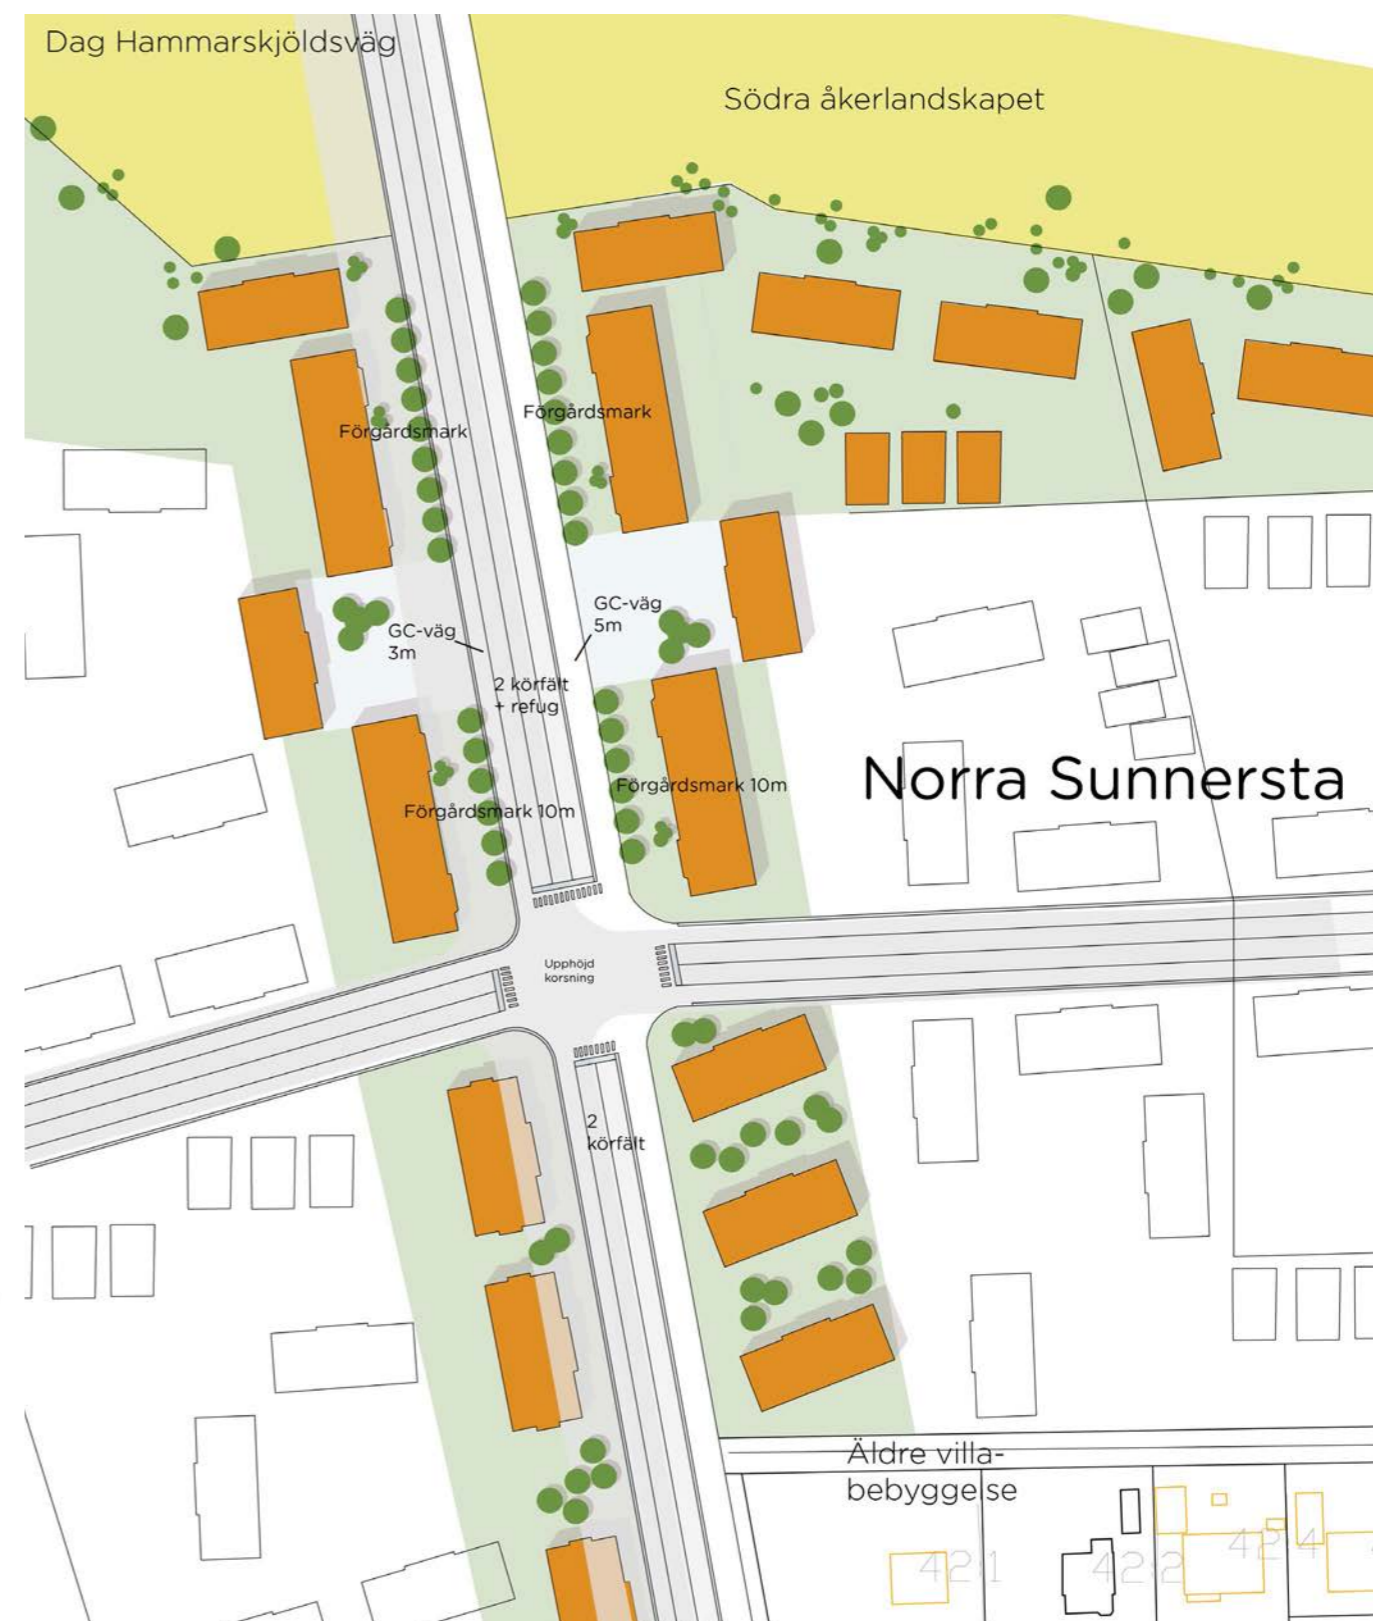 Dag Hammarskjöldsväg
Södra åkerlandskapet
Förgårdsmark
Förgårdsmark
GC-väg
5m
GC-väg
3m
2 körfält
+ refug
Norra Sunnersta
Förgårdsmark 10m
Förgårdsmark 10m
Upphöjd
korsning
2
körfält
Äldre villa-
bebyggelse
42:1
42:2
42:4